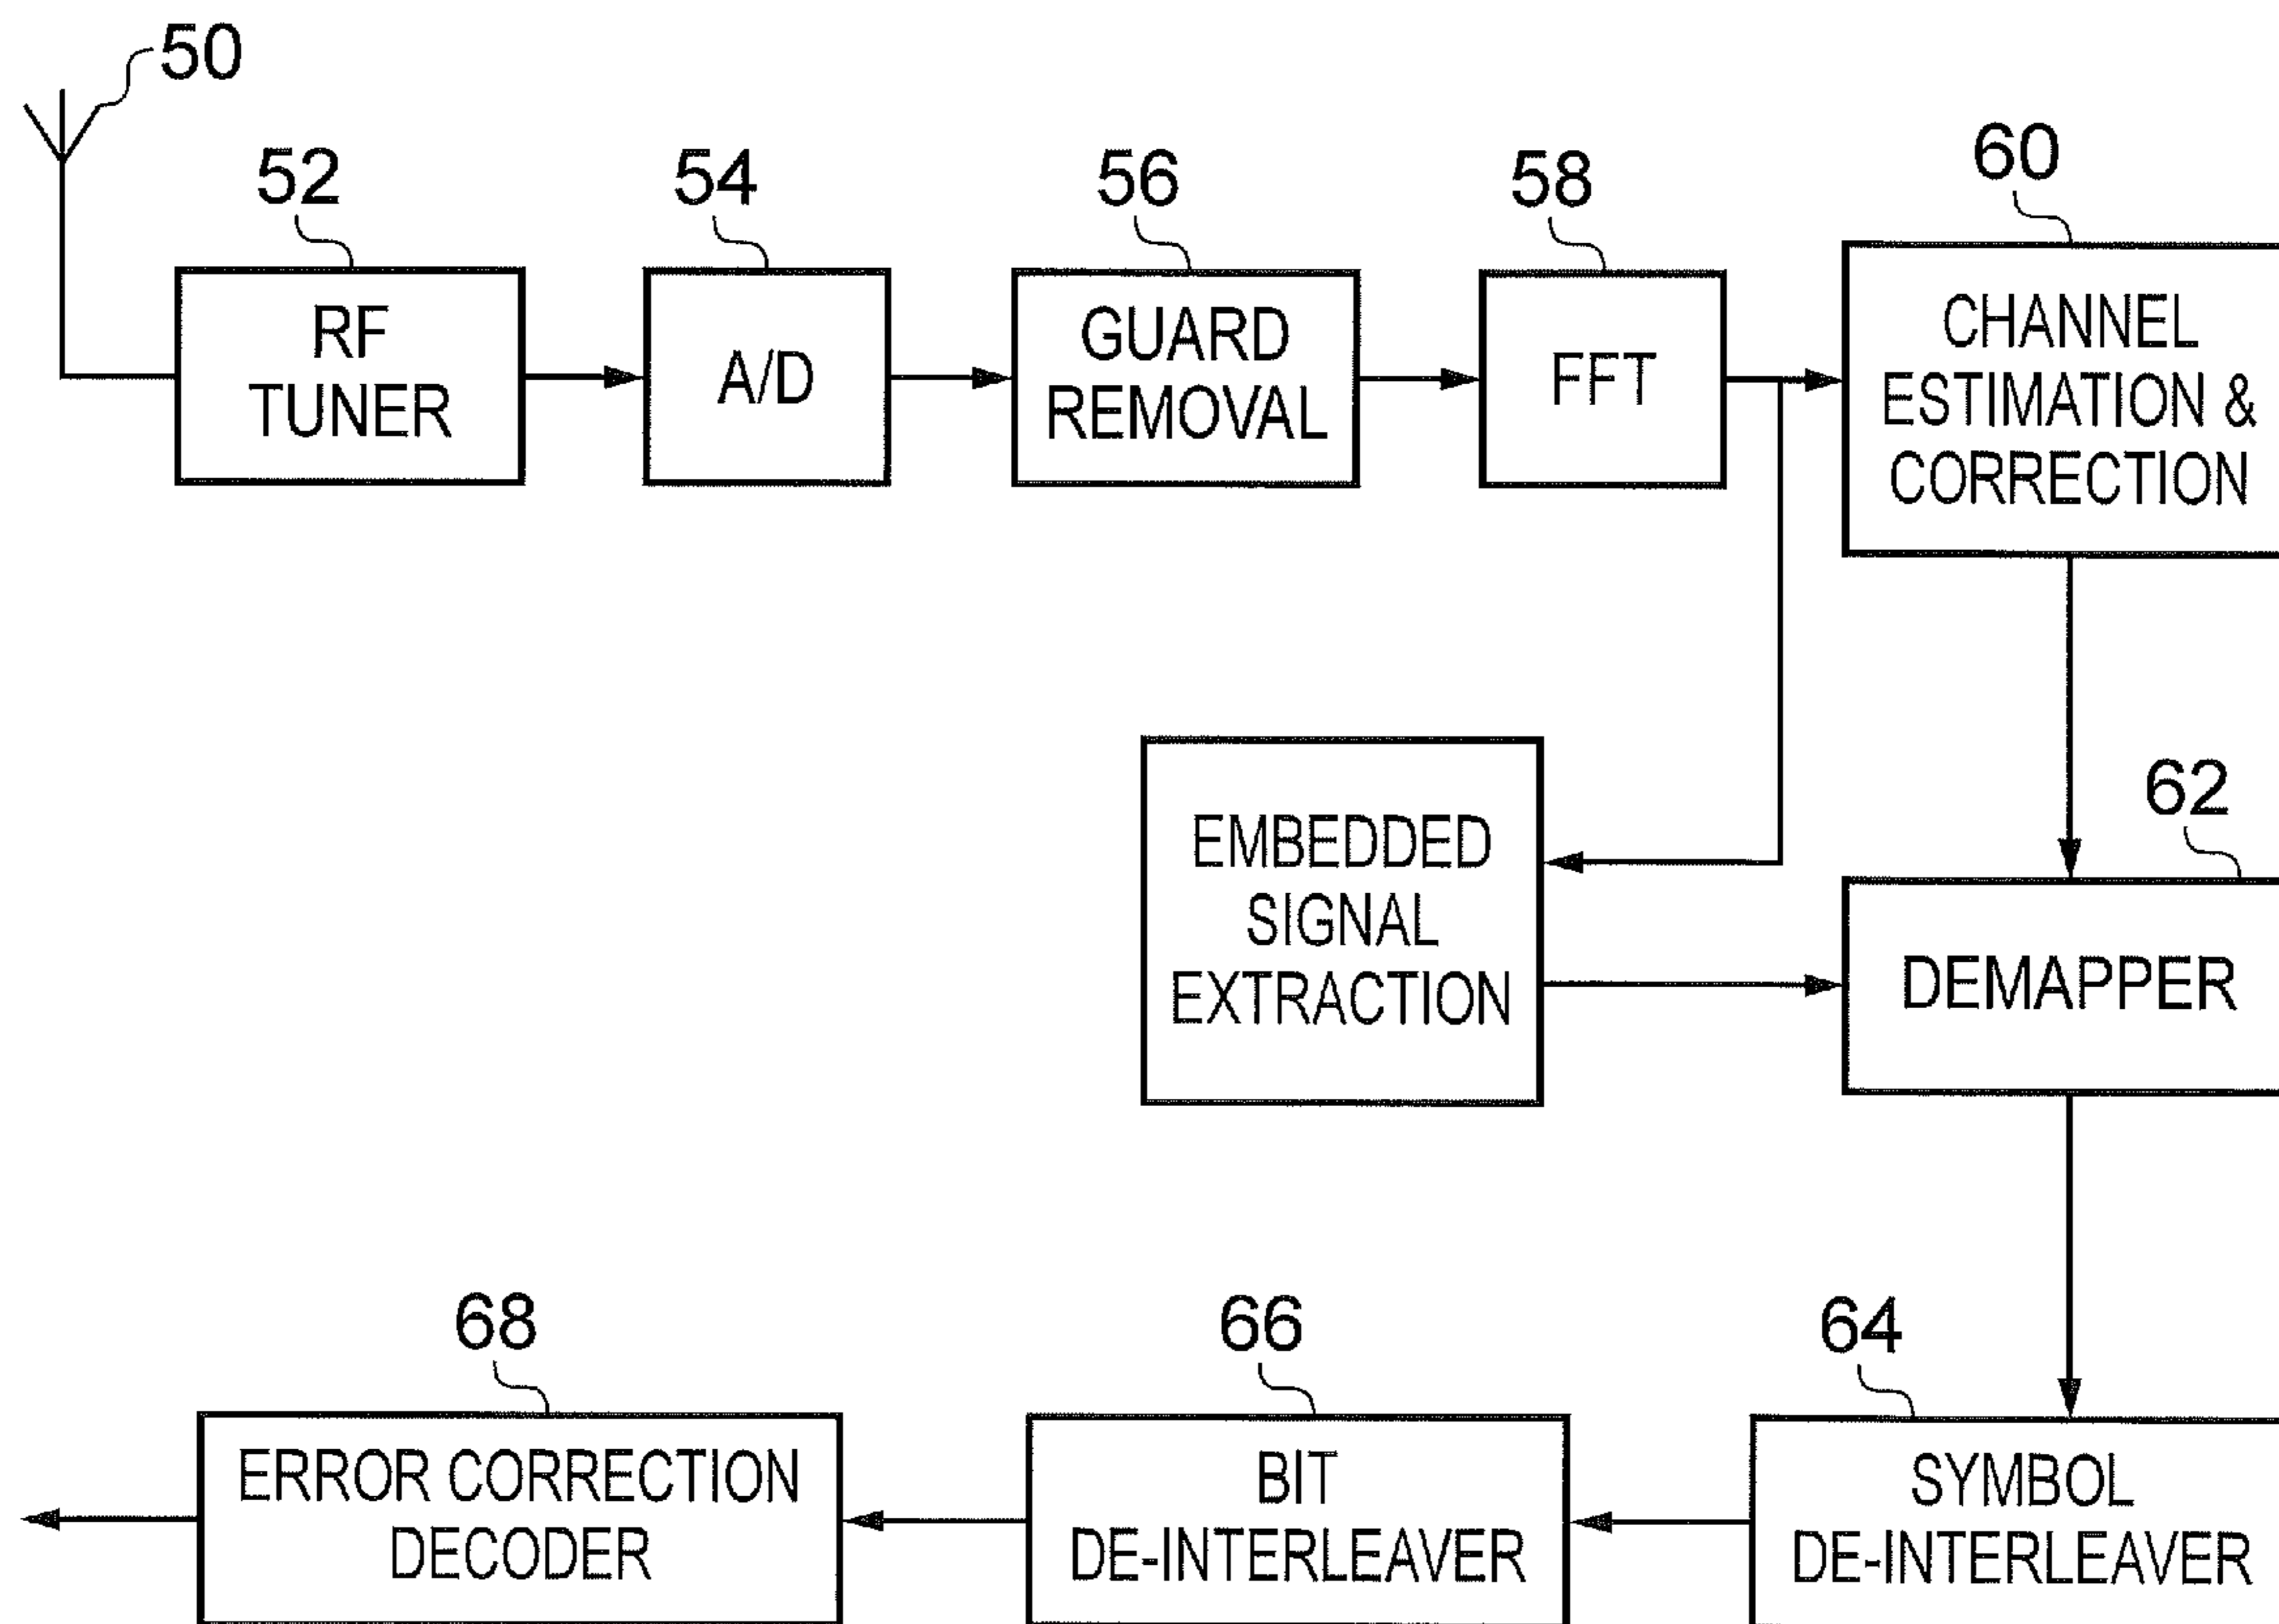 50
52
54
56
58
60
RF
TUNER
A/D
GUARD
REMOVAL
FFT
CHANNEL
ESTIMATION &
CORRECTION
EMBEDDED
SIGNAL
EXTRACTION
62
DEMAPPER
68
66
64
ERROR CORRECTION
DECODER
BIT
DE-INTERLEAVER
SYMBOL
DE-INTERLEAVER